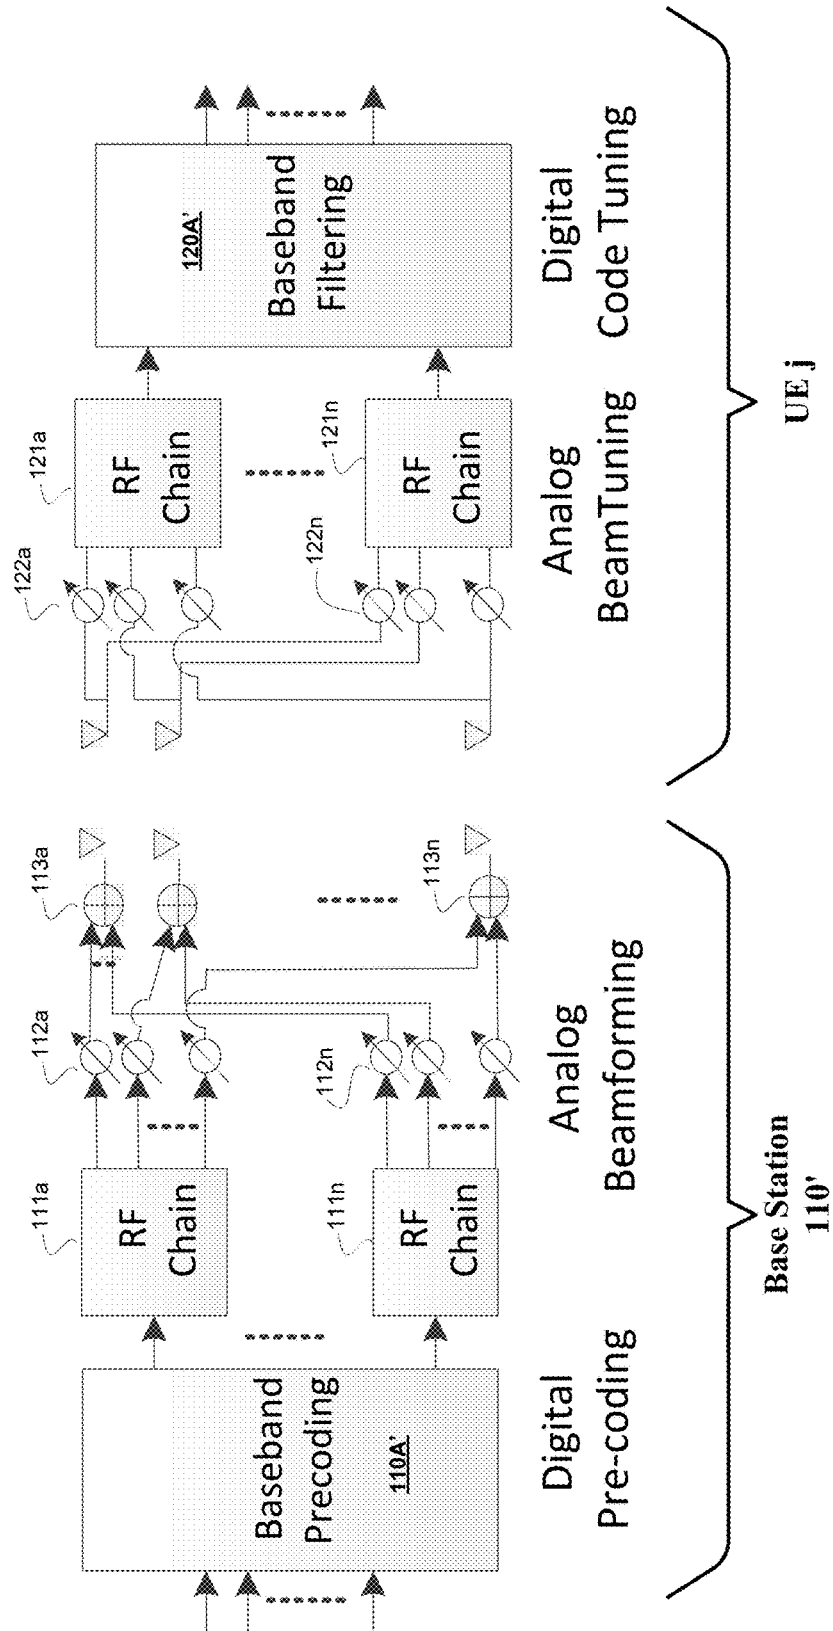 Baseband
Precoding
110A'
Digital
Pre-coding
111a
RF
Chain
111n
RF
Chain
112a
112n
113a
113n
Analog
Beamforming
Base Station
110'
122a
122n
121a
RF
Chain
121n
RF
Chain
Analog
BeamTuning
120A'
Baseband
Filtering
Digital
Code Tuning
UE j